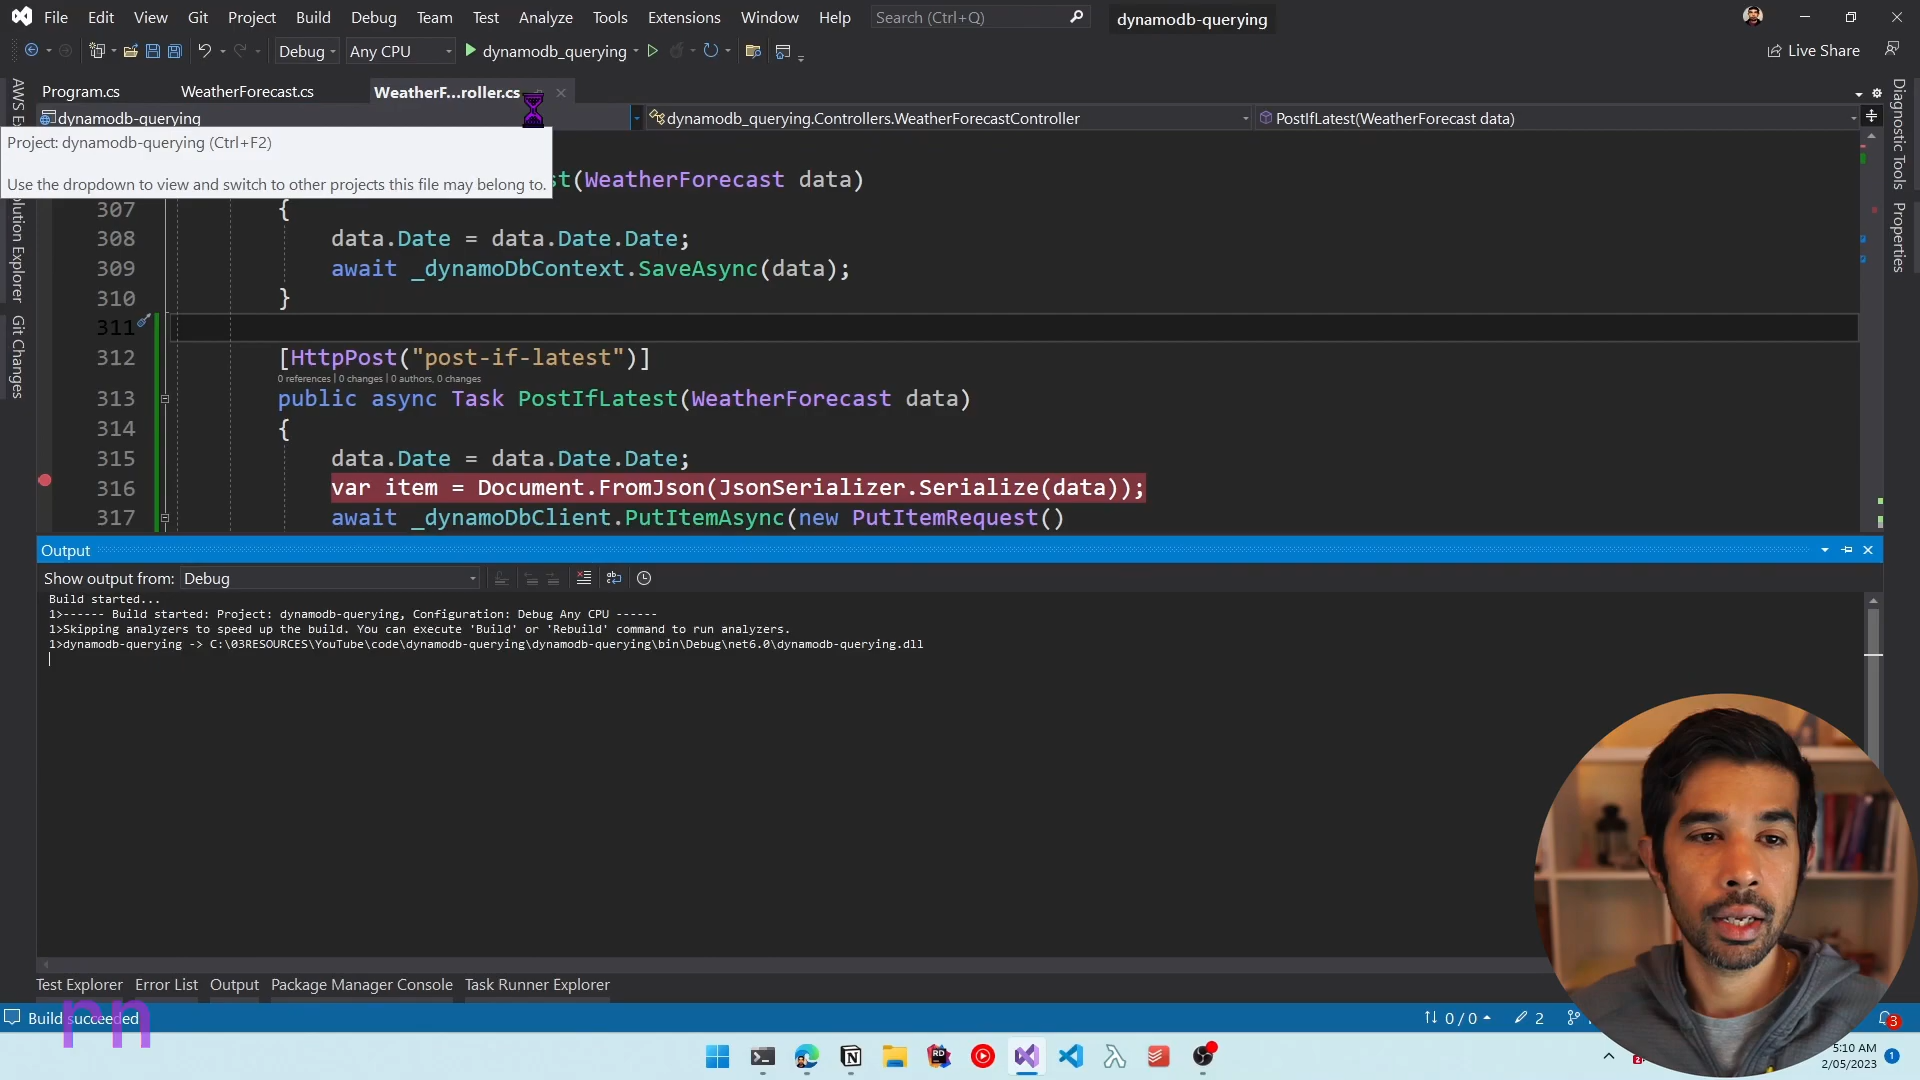 File Edit View Git Project Build Debug Team Test Analyze Tools Extensions Window Help Search (Ctrl+Q) dynamodb-querying
Debug Any CPU dynamodb_querying Live Share
Program.cs WeatherForecast.cs WeatherF...roller.cs
dynamodb-querying dynamodb_querying.Controllers.WeatherForecastController PostIfLatest(WeatherForecast data)
Project: dynamodb-querying (Ctrl+F2)
Use the dropdown to view and switch to other projects this file may belong to.
st(WeatherForecast data)
307 {
308 data.Date = data.Date.Date;
309 await _dynamoDbContext.SaveAsync(data);
310 }
311
312 [HttpPost("post-if-latest")]
0 references | 0 changes | 0 authors, 0 changes
313 public async Task PostIfLatest(WeatherForecast data)
314 {
315 data.Date = data.Date.Date;
316 var item = Document.FromJson(JsonSerializer.Serialize(data));
317 await _dynamoDbClient.PutItemAsync(new PutItemRequest()
AWS E
olution Explorer
Git Changes
Diagnostic Tools
Properties
Output
Show output from: Debug
Build started...
1>------ Build started: Project: dynamodb-querying, Configuration: Debug Any CPU ------
1>Skipping analyzers to speed up the build. You can execute 'Build' or 'Rebuild' command to run analyzers.
1>dynamodb-querying -> C:\03RESOURCES\YouTube\code\dynamodb-querying\dynamodb-querying\bin\Debug\net6.0\dynamodb-querying.dll
Test Explorer Error List Output Package Manager Console Task Runner Explorer
rn
Build succeeded 0 / 0 2 3
5:10 AM
2/05/2023 1